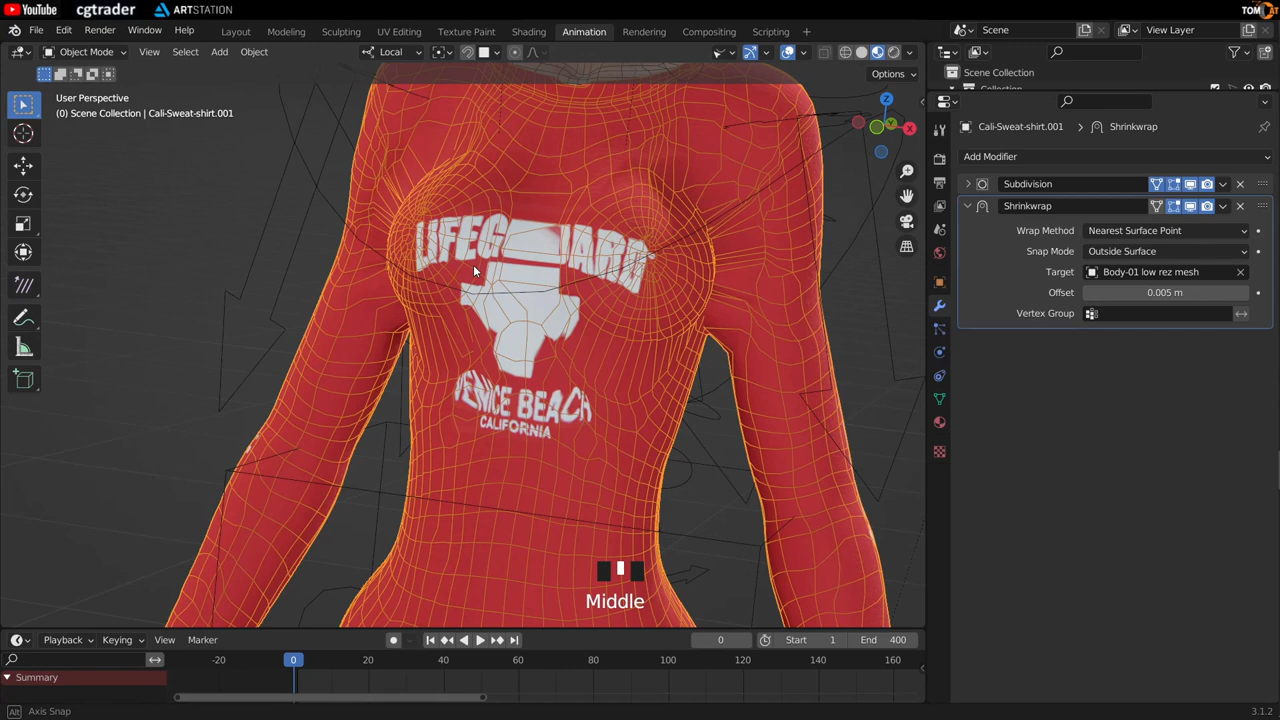 YouTube cgtrader ARTSTATION TOMCAT
File Edit Render Window Help Layout Modeling Sculpting UV Editing Texture Paint Shading Animation Rendering Compositing Scripting + Scene View Layer
Object Mode View Select Add Object Local
Options
User Perspective
(0) Scene Collection | Cali-Sweat-shirt.001
Z
Y
X
LIFEGUARD
VENICE BEACH
CALIFORNIA
Middle
Scene Collection
Collection
Cali-Sweat-shirt.001 > Shrinkwrap
Add Modifier
Subdivision
Shrinkwrap
Wrap Method Nearest Surface Point
Snap Mode Outside Surface
Target Body-01 low rez mesh
Offset 0.005 m
Vertex Group
Playback Keying View Marker 0 Start 1 End 400
-20 0 20 40 60 80 100 120 140 160
Summary
Alt Axis Snap 3.1.2